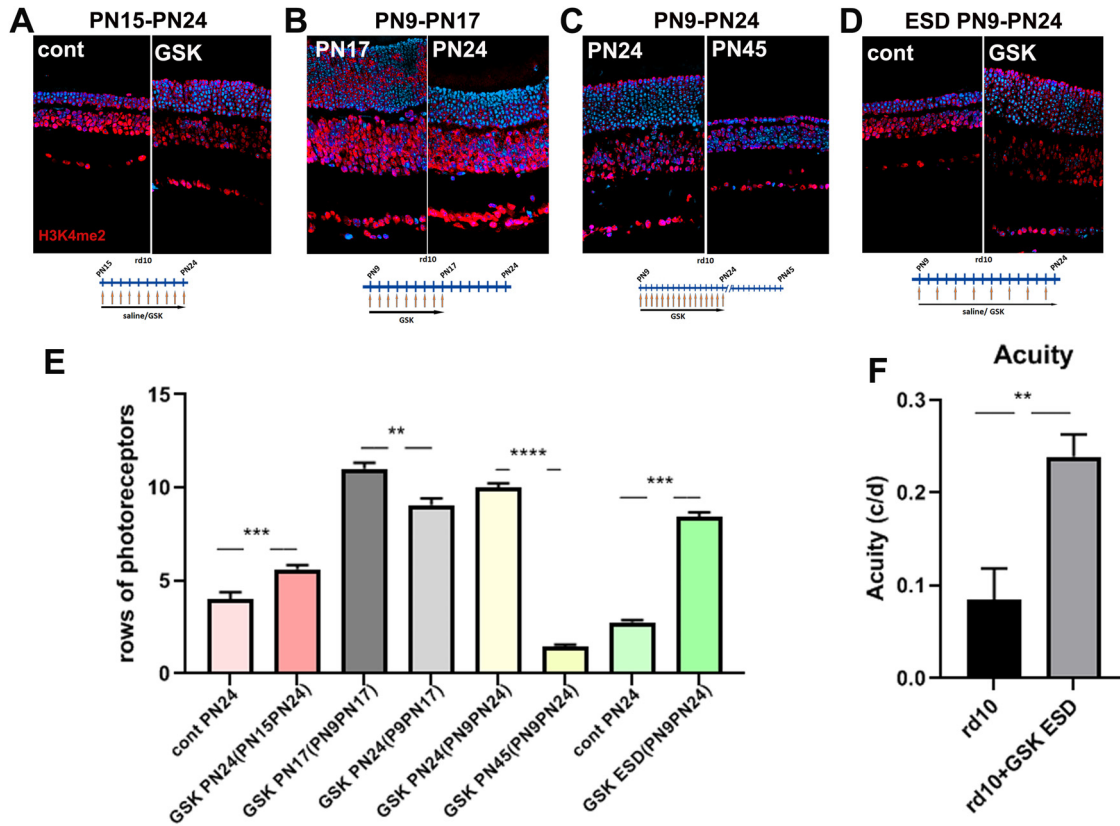 A PN15-PN24
cont GSK
H3K4me2
rd10
PN15 PN24
saline/GSK
B PN9-PN17
PN17 PN24
rd10
PN9 PN17 PN24
GSK
C PN9-PN24
PN24 PN45
rd10
PN9 PN24 PN45
GSK
D ESD PN9-PN24
cont GSK
rd10
PN9 PN24
saline/ GSK
E
rows of photoreceptors
15
10
5
0
***
**
****
***
cont PN24
GSK PN24(PN15PN24)
GSK PN17(PN9PN17)
GSK PN24(P9PN17)
GSK PN24(PN9PN24)
GSK PN45(PN9PN24)
cont PN24
GSK ESD(PN9PN24)
F
Acuity
**
Acuity (c/d)
0.3
0.2
0.1
0.0
rd10
rd10+GSK ESD